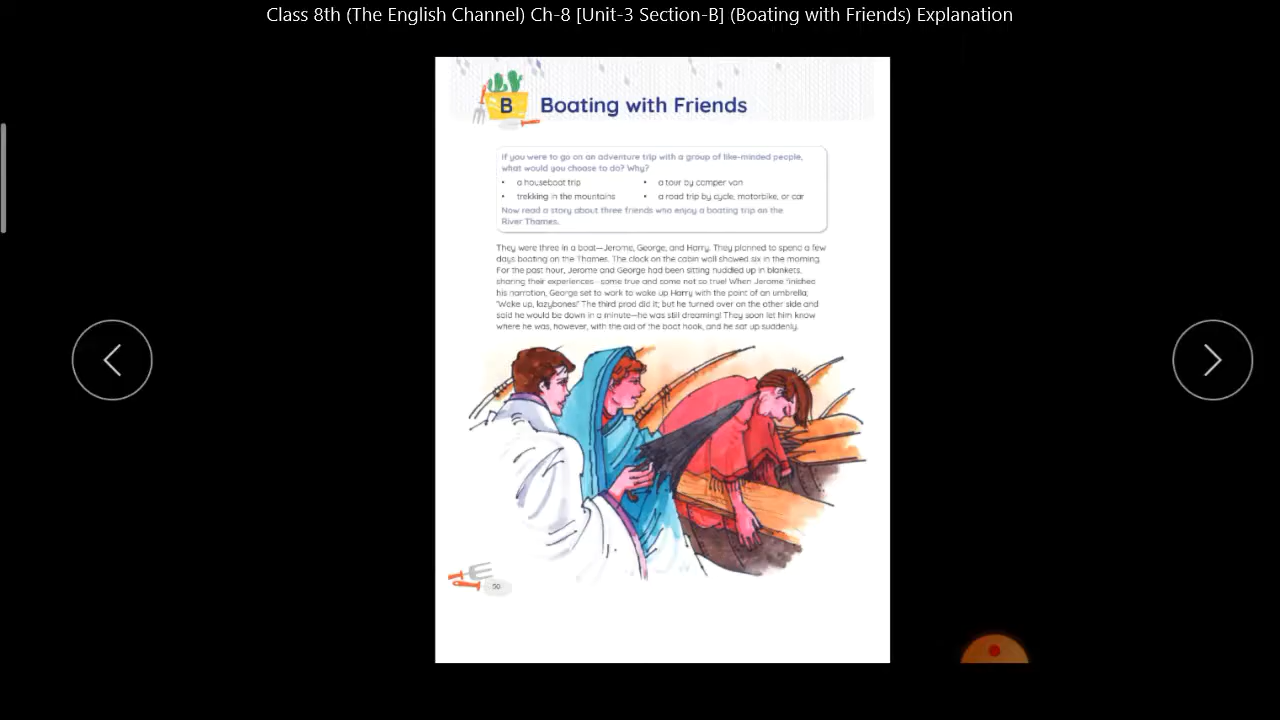 Class 8th (The English Channel) Ch-8 [Unit-3 Section-B] (Boating with Friends) Explanation
B Boating with Friends
If you were to go on an adventure trip with a group of like-minded people,
what would you choose to do? Why?
• a houseboat trip • a tour by camper van
• trekking in the mountains • a road trip by cycle, motorbike, or car
Now read a story about three friends who enjoy a boating trip on the
River Thames.
They were three in a boat—Jerome, George, and Harry. They planned to spend a few
days boating on the Thames. The clock on the cabin wall showed six in the morning.
For the past hour, Jerome and George had been sitting huddled up in blankets,
sharing their experiences—some true and some not so true! When Jerome finished
his narration, George set to work to wake up Harry with the point of an umbrella;
'Wake up, lazybones!' The third prod did it; but he turned over on the other side and
said he would be down in a minute—he was still dreaming! They soon let him know
where he was, however, with the aid of the boat hook, and he sat up suddenly.
50